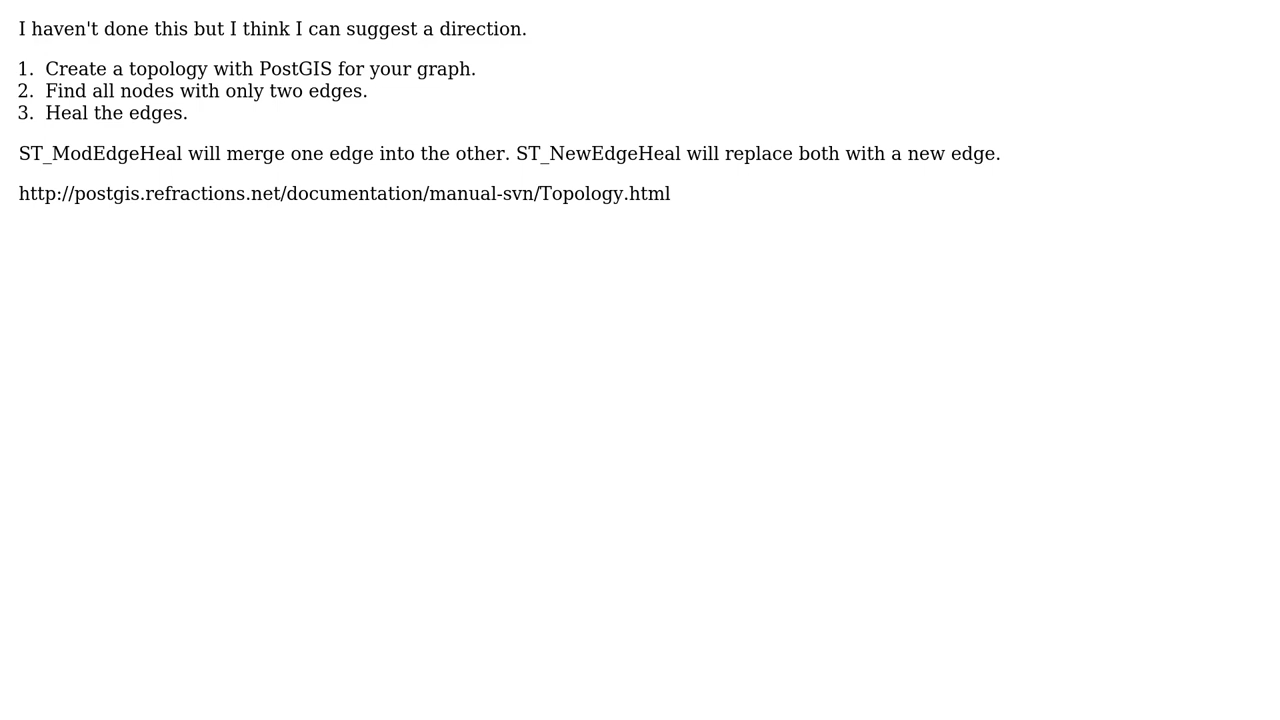 I haven't done this but I think I can suggest a direction.
1. Create a topology with PostGIS for your graph.
2. Find all nodes with only two edges.
3. Heal the edges.
ST_ModEdgeHeal will merge one edge into the other. ST_NewEdgeHeal will replace both with a new edge.
http://postgis.refractions.net/documentation/manual-svn/Topology.html